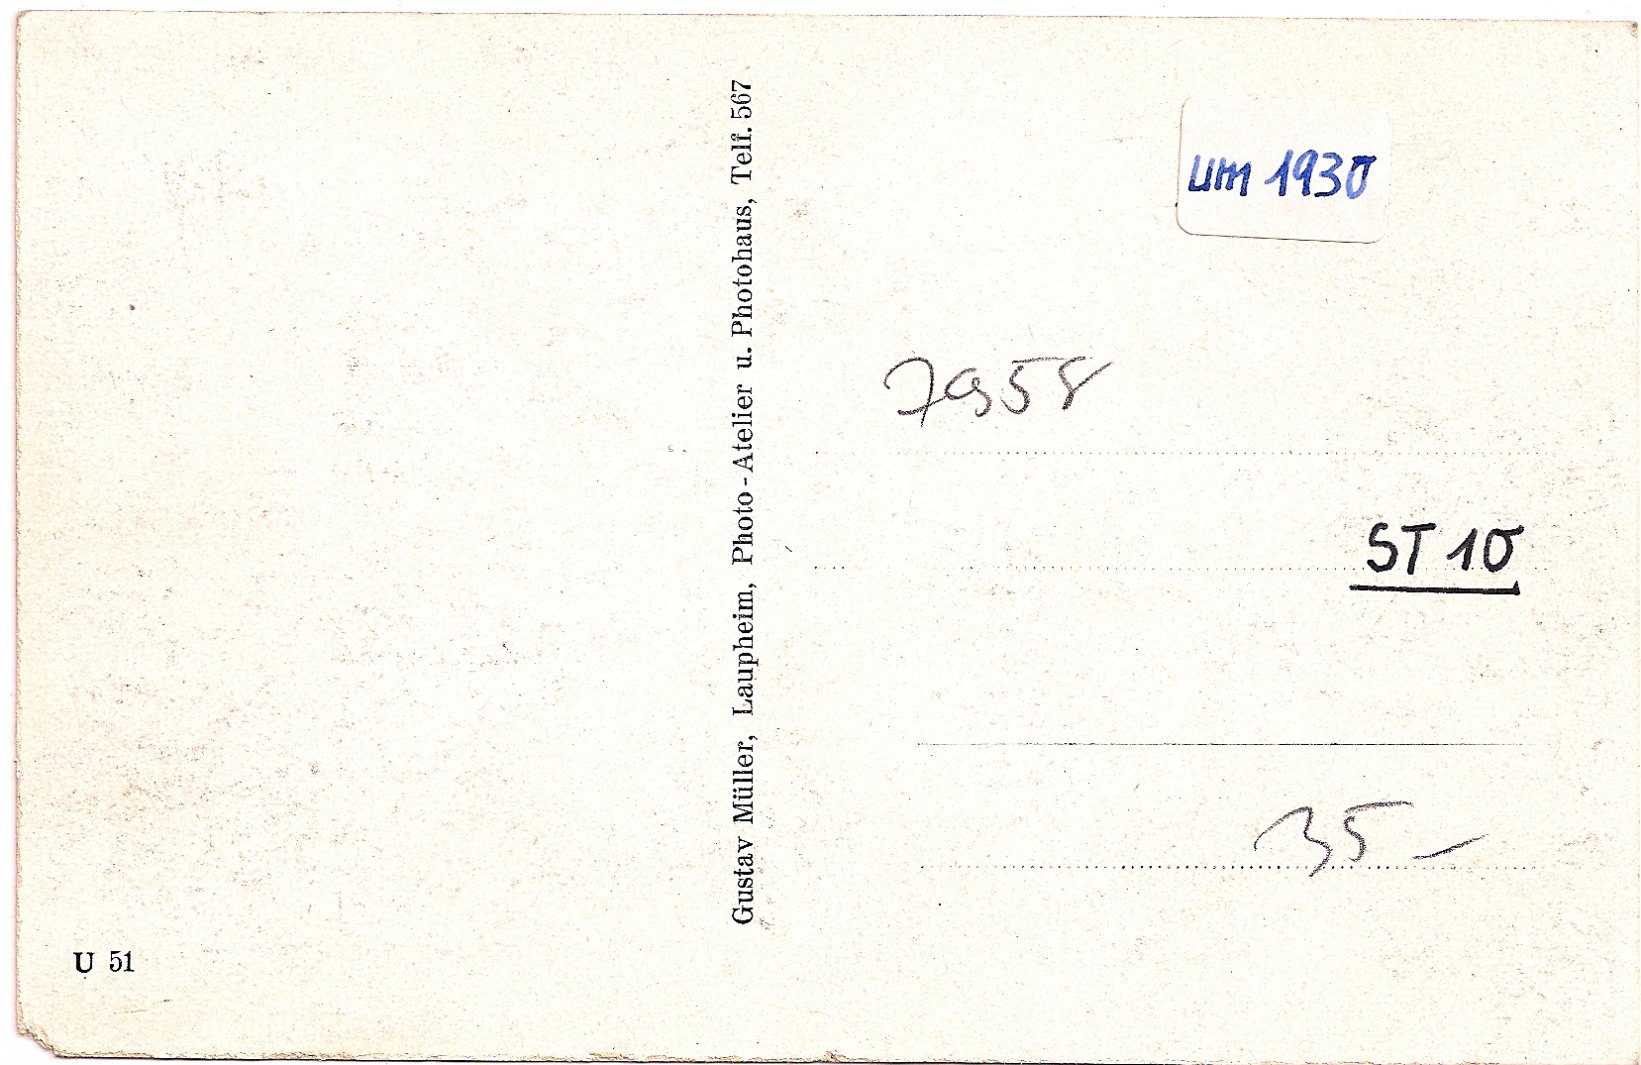 Gustav Müller, Laupheim, Photo-Atelier u. Photohaus, Telf. 567
um 1930
7958
ST 10
35 –
U 51